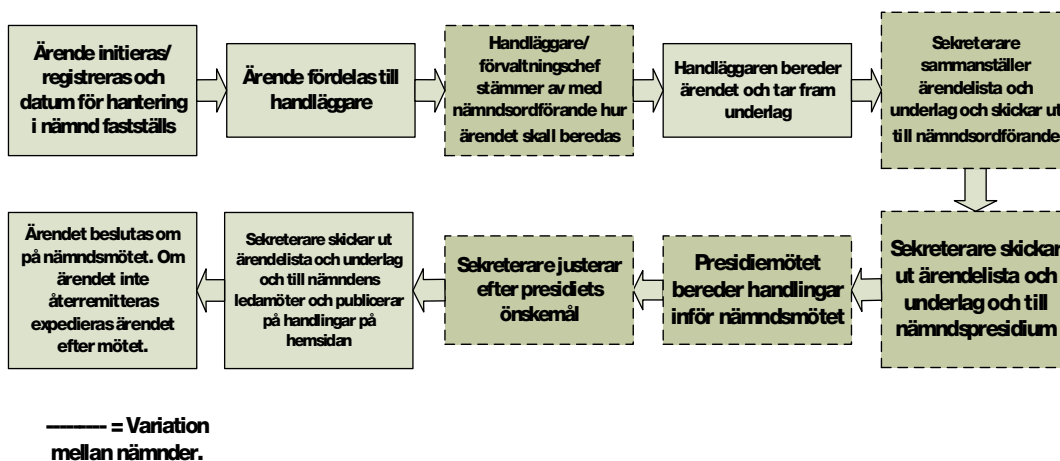 Ärende initieras/
registreras och
datum för hantering
i nämnd fastställs
Ärende fördelas till
handläggare
Handläggare/
förvaltningschef
stämmer av med
nämndsordförande hur
ärendet skall beredas
Handläggaren bereder
ärendet och tar fram
underlag
Sekreterare
sammanställer
ärendelista och
underlag och skickar ut
till nämndsordförande
Sekreterare skickar
ut ärendelista och
underlag och till
nämndspresidium
Presidiemötet
bereder handlingar
inför nämndsmötet
Sekreterare justerar
efter presidiets
önskemål
Sekreterare skickar ut
ärendelista och underlag
och till nämndens
ledamöter och publicerar
på handlingar på
hemsidan
Ärendet beslutas om
på nämndsmötet. Om
ärendet inte
återremitteras
expedieras ärendet
efter mötet.
--------- = Variation
mellan nämnder.